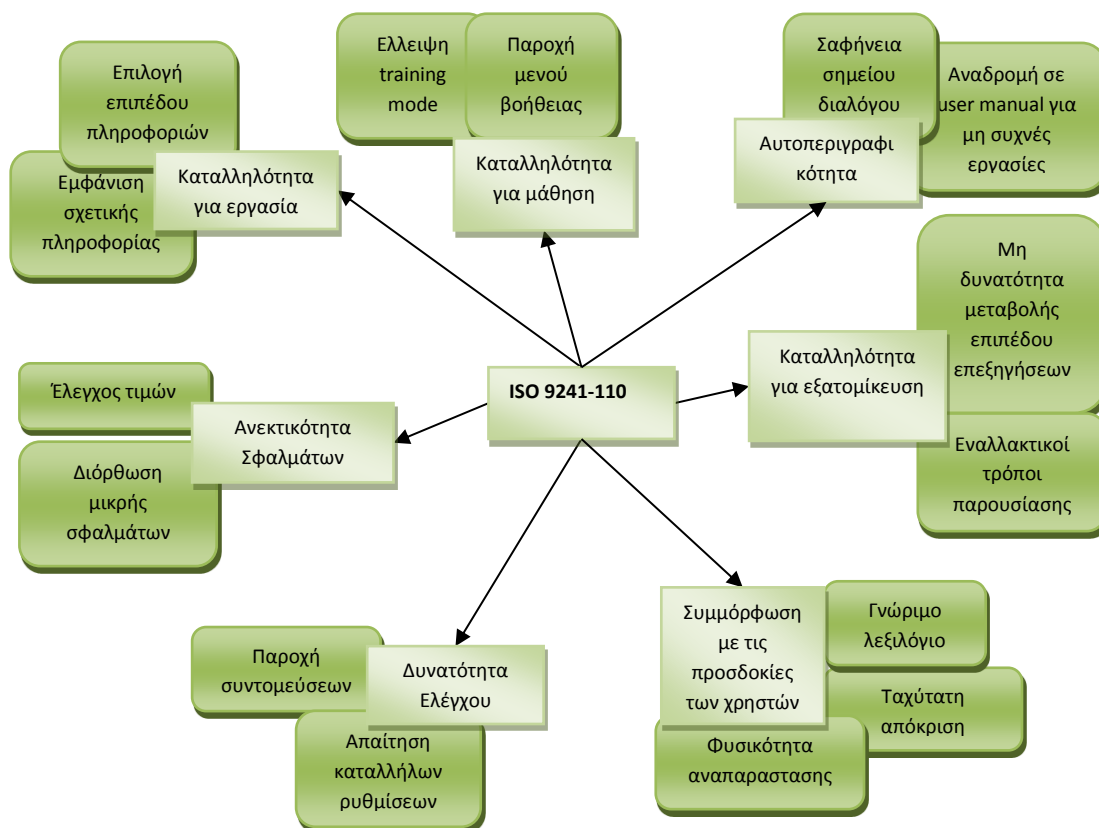 Επιλογή
επιπέδου
πληροφοριών
Εμφάνιση
σχετικής
πληροφορίας
Καταλληλότητα
για εργασία
Ελλειψη
training
mode
Παροχή
μενού
βοήθειας
Καταλληλότητα
για μάθηση
Σαφήνεια
σημείου
διαλόγου
Αναδρομή σε
user manual για
μη συχνές
εργασίες
Αυτοπεριγραφι
κότητα
Μη
δυνατότητα
μεταβολής
επιπέδου
επεξηγήσεων
Καταλληλότητα
για εξατομίκευση
Εναλλακτικοί
τρόποι
παρουσίασης
ISO 9241-110
Έλεγχος τιμών
Ανεκτικότητα
Σφαλμάτων
Διόρθωση
μικρής
σφαλμάτων
Παροχή
συντομεύσεων
Δυνατότητα
Ελέγχου
Απαίτηση
καταλλήλων
ρυθμίσεων
Συμμόρφωση
με τις
προσδοκίες
των χρηστών
Γνώριμο
λεξιλόγιο
Ταχύτατη
απόκριση
Φυσικότητα
αναπαραστασης